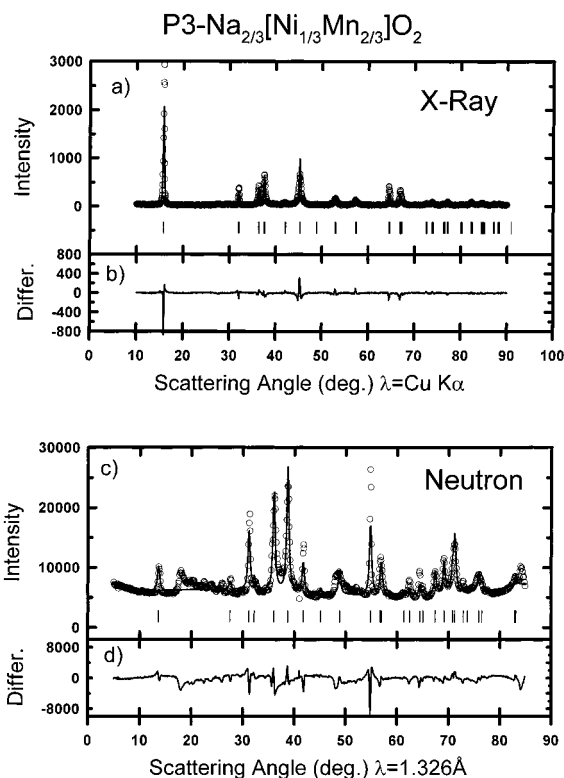 P3-Na2/3[Ni1/3Mn2/3]O2
a)
X-Ray
Intensity
3000
2000
1000
0
b)
Differ.
800
400
0
-400
-800
0 10 20 30 40 50 60 70 80 90 100
Scattering Angle (deg.) λ=Cu Kα
c)
Neutron
Intensity
30000
20000
10000
0
d)
Differ.
8000
0
-8000
0 10 20 30 40 50 60 70 80 90
Scattering Angle (deg.) λ=1.326Å